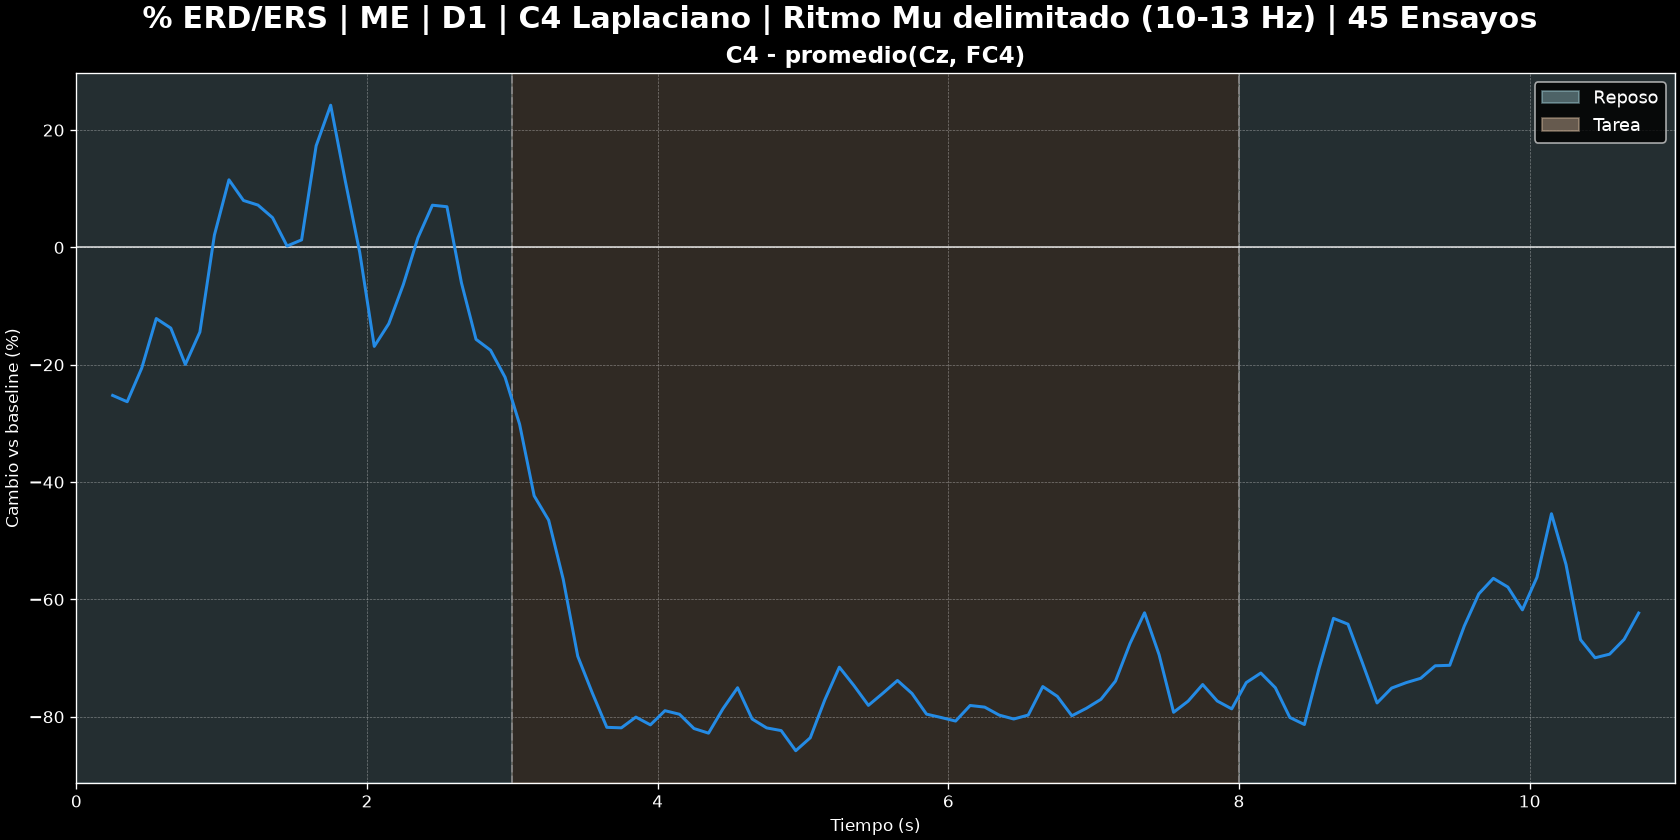 % ERD/ERS | ME | D1 | C4 Laplaciano | Ritmo Mu delimitado (10-13 Hz) | 45 Ensayos
C4 - promedio(Cz, FC4)
Reposo
Tarea
Cambio vs baseline (%)
20
0
−20
−40
−60
−80
0
2
4
6
8
10
Tiempo (s)